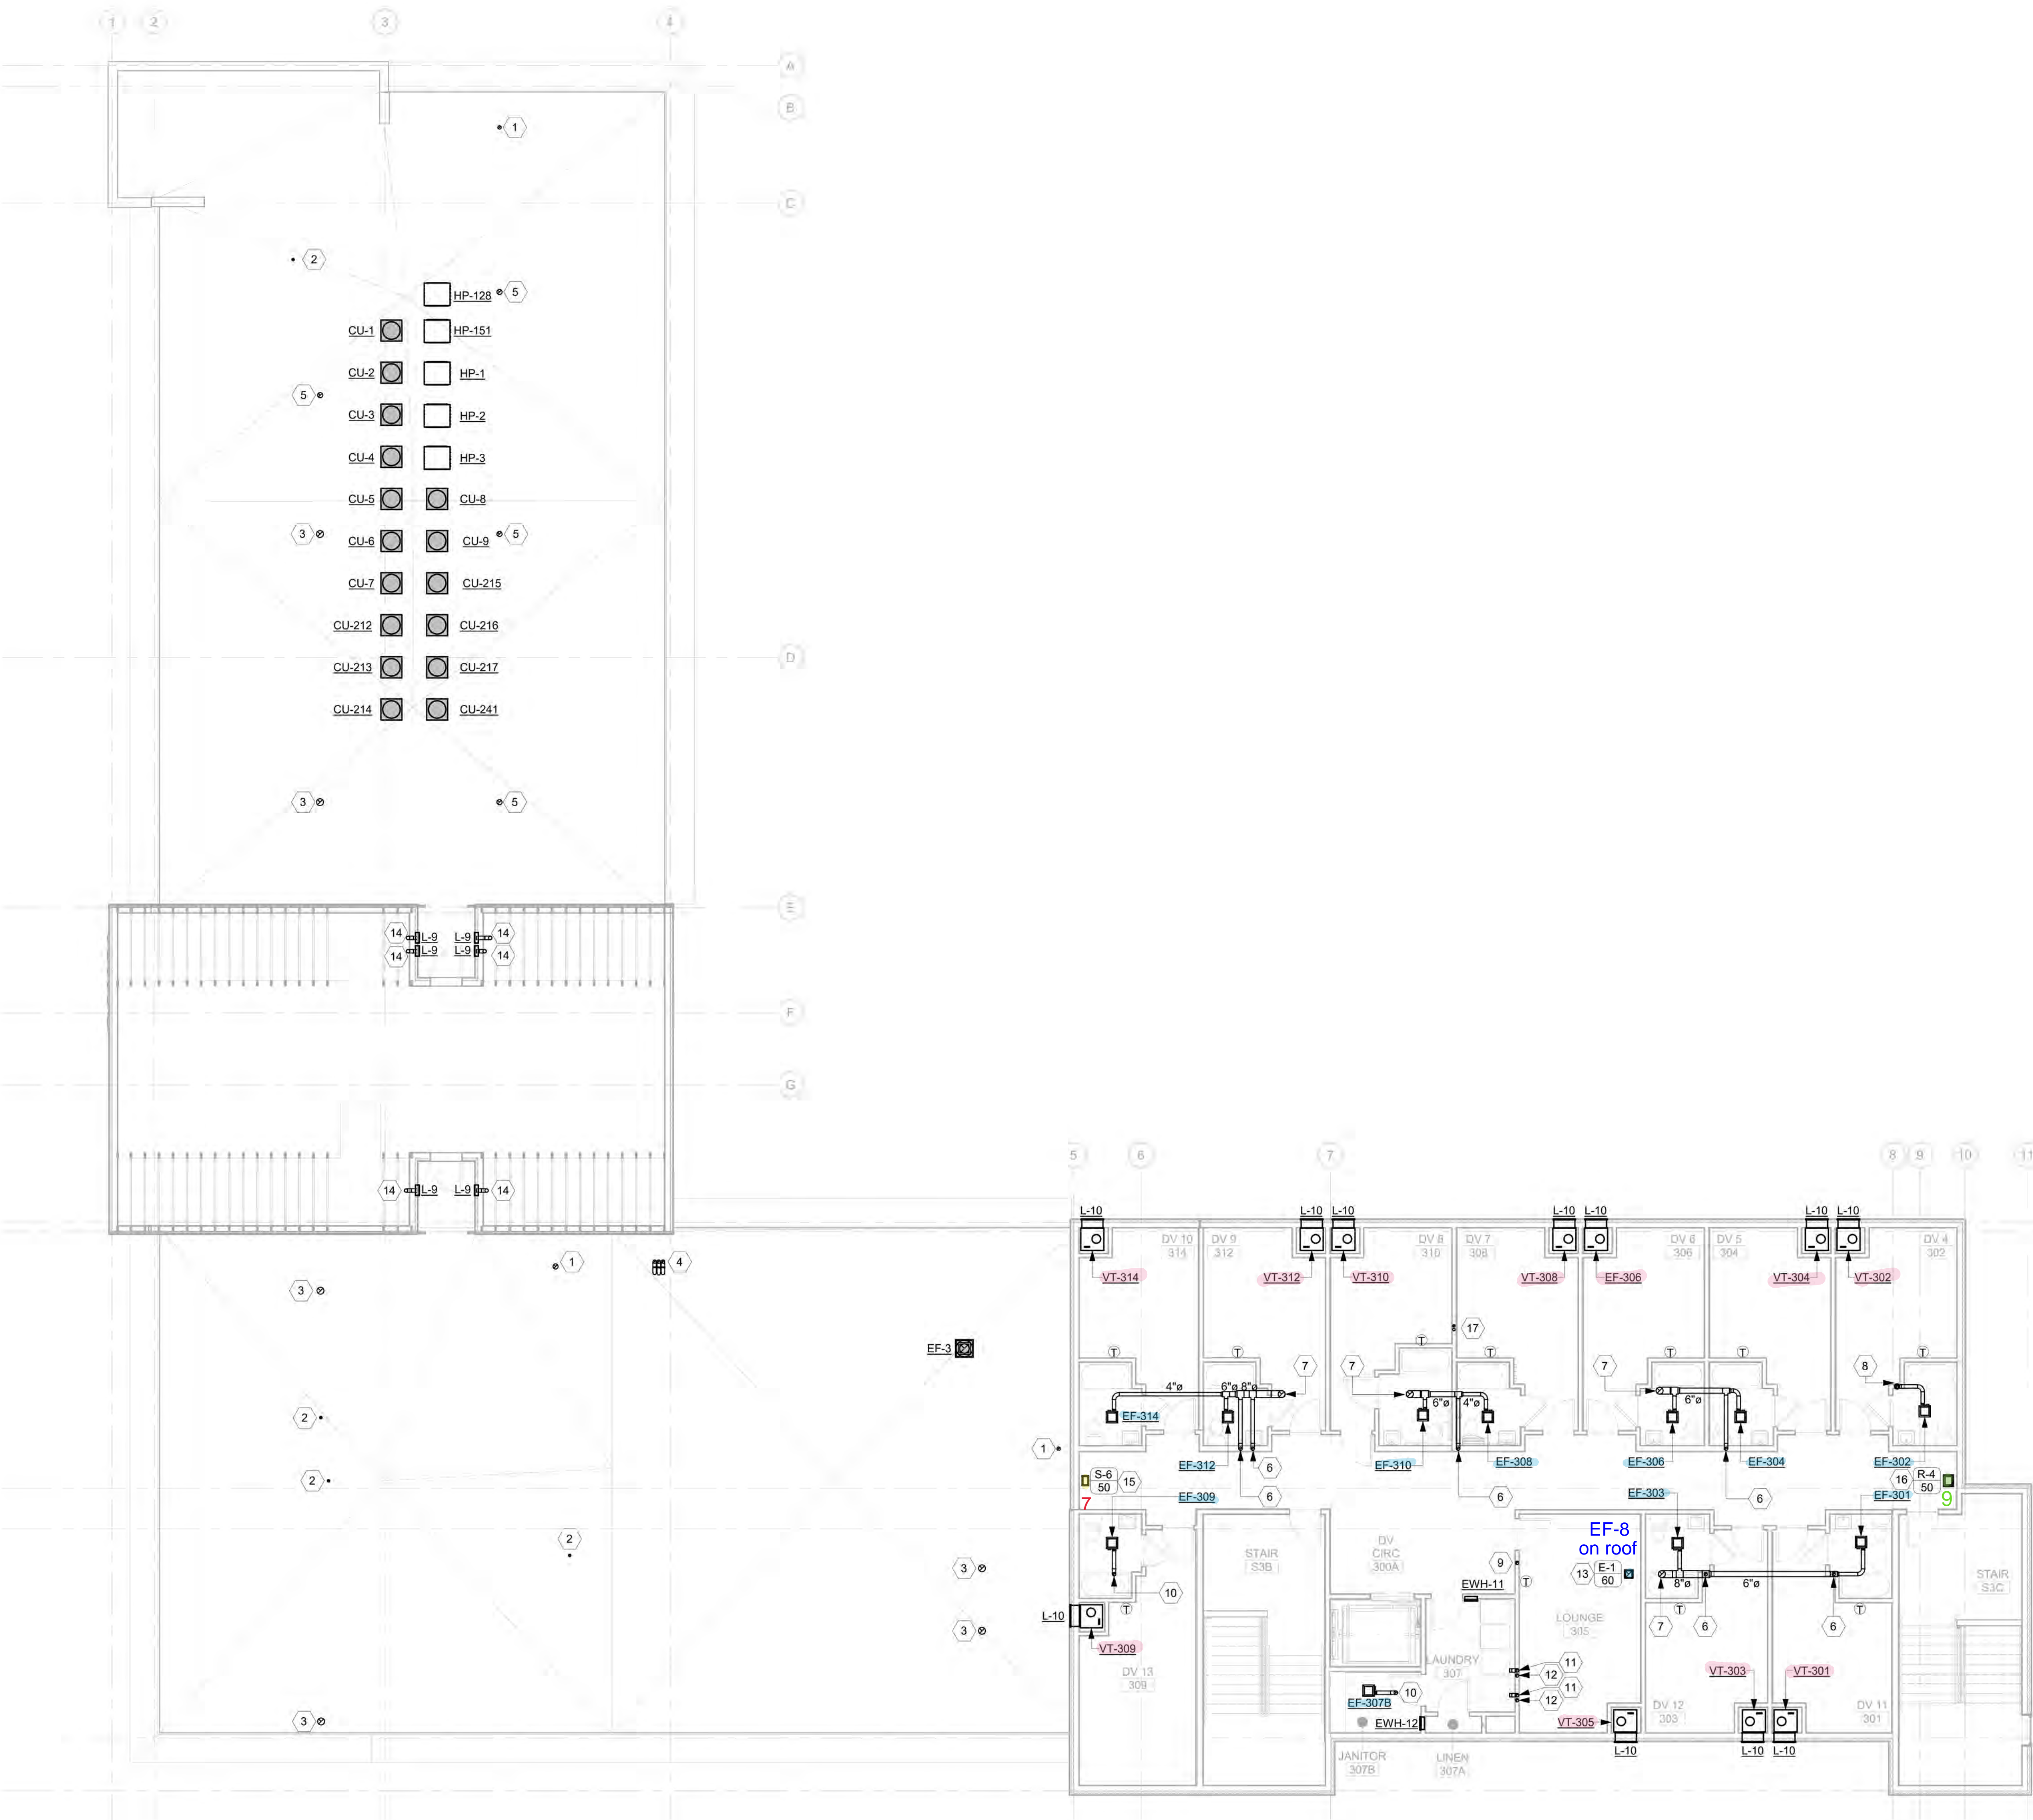 1 2 3 4
A
B
1
C
2
HP-128 5
CU-1 HP-151
CU-2 HP-1
5
CU-3 HP-2
CU-4 HP-3
CU-5 CU-8
3 CU-6 CU-9 5
CU-7 CU-215
CU-212 CU-216
CU-213 CU-217
D
CU-214 CU-241
3 5
E
14 L-9 L-9 14
14 L-9 L-9 14
F
G
5 6 7 8 9 10 11
14 L-9 L-9 14
L-10 L-10 L-10 L-10 L-10 L-10 L-10
DV 10 DV 9 DV 8 DV 7 DV 6 DV 5 DV 4
314 312 310 308 306 304 302
1 4
VT-314 VT-312 VT-310 VT-308 EF-306 VT-304 VT-302
3
17
EF-3
T T T T T T T
7 7 7 8
4"ø 6"ø 8"ø
6"ø 4"ø 6"ø
2 EF-314
1
EF-312 6 EF-310 EF-308 EF-306 EF-304 EF-302
2 S-6 15 16 R-4
50 50
7 EF-309 6 6 EF-303 6 EF-301 9
EF-8
on roof
2
STAIR
S3B
DV
CIRC
300A
9
3 13 E-1
60
8"ø 6"ø
STAIR
S3C
10 EWH-11 T
L-10 T T T
LOUNGE
305
3 7 6 6
VT-309
LAUNDRY
307
11
12
DV 13
309
VT-303 VT-301
11
12
EF-307B 10
DV 12
303
DV 11
301
3 EWH-12 VT-305
L-10 L-10 L-10
JANITOR
307B
LINEN
307A